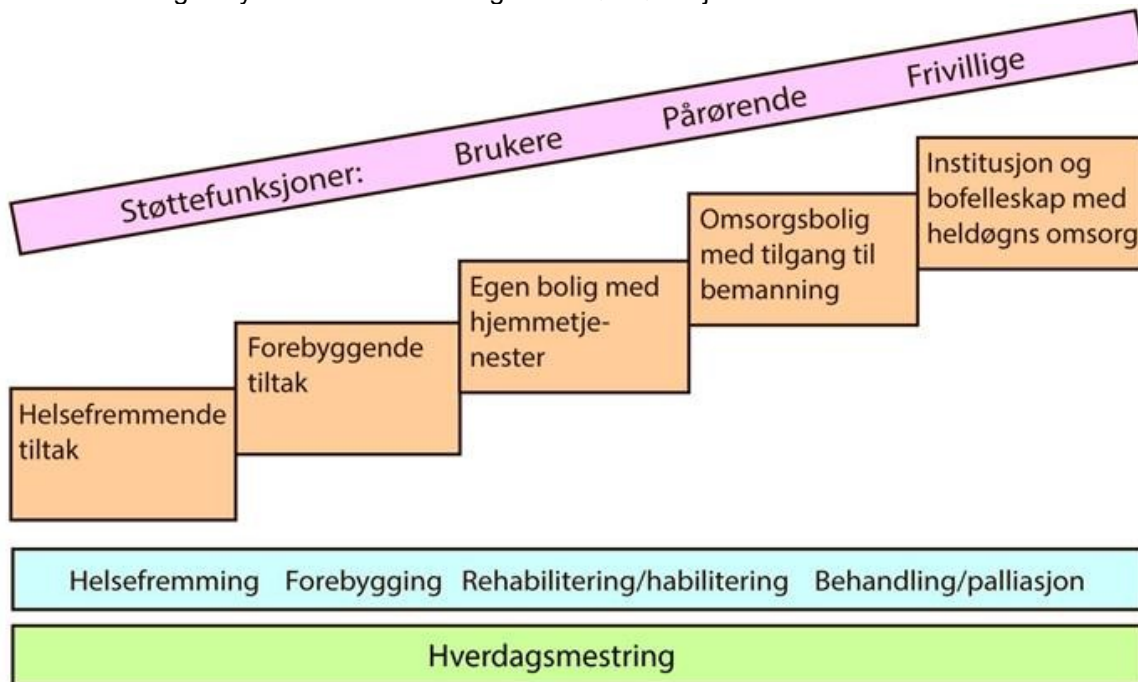 Støttefunksjoner: Brukere Pårørende Frivillige
Institusjon og
bofelleskap med
heldøgns omsorg
Omsorgsbolig
med tilgang til
bemanning
Egen bolig med
hjemmetje-
nester
Forebyggende
tiltak
Helsefremmende
tiltak
Helsefremming Forebygging Rehabilitering/habilitering Behandling/palliasjon
Hverdagsmestring